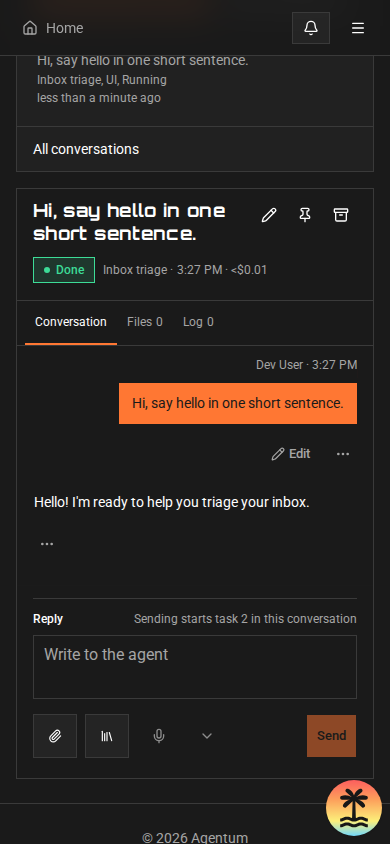 Home
Hi, say hello in one short sentence.
Inbox triage, UI, Running
less than a minute ago
All conversations
Hi, say hello in one
short sentence.
Done Inbox triage · 3:27 PM · <$0.01
Conversation Files 0 Log 0
Dev User · 3:27 PM
Hi, say hello in one short sentence.
Edit
Hello! I'm ready to help you triage your inbox.
Reply Sending starts task 2 in this conversation
Write to the agent
Send
© 2026 Agentum